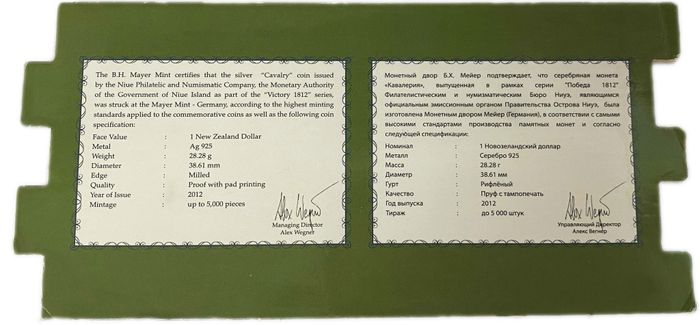 The B.H. Mayer Mint certifies that the silver "Cavalry" coin issued
by the Niue Philatelic and Numismatic Company, the Monetary Authority
of the Government of Niue Island as part of the "Victory 1812" series,
was struck at the Mayer Mint - Germany, according to the highest minting
standards applied to the commemorative coins as well as the following coin
specification:
Face Value : 1 New Zealand Dollar
Metal : Ag 925
Weight : 28.28 g
Diameter : 38.61 mm
Edge : Milled
Quality : Proof with pad printing
Year of Issue : 2012
Mintage : up to 5,000 pieces
Alex Wegner
Managing Director
Alex Wegner
Монетный двор Б.Х. Мейер подтверждает, что серебряная монета
«Кавалерия», выпущенная в рамках серии "Победа 1812"
Филателистическим и нумизматическим Бюро Ниуэ, являющимся
официальным эмиссионным органом Правительства Острова Ниуэ, была
изготовлена Монетным двором Мейер (Германия), в соответствии с самыми
высокими стандартами производства памятных монет и согласно
следующей спецификации:
Номинал : 1 Новозеландский доллар
Металл : Серебро 925
Масса : 28.28 г
Диаметр : 38.61 мм
Гурт : Рифлёный
Качество : Пруф с тампопечать
Год выпуска : 2012
Тираж : до 5 000 штук
Alex Wegner
Управляющий Директор
Алекс Вегнер